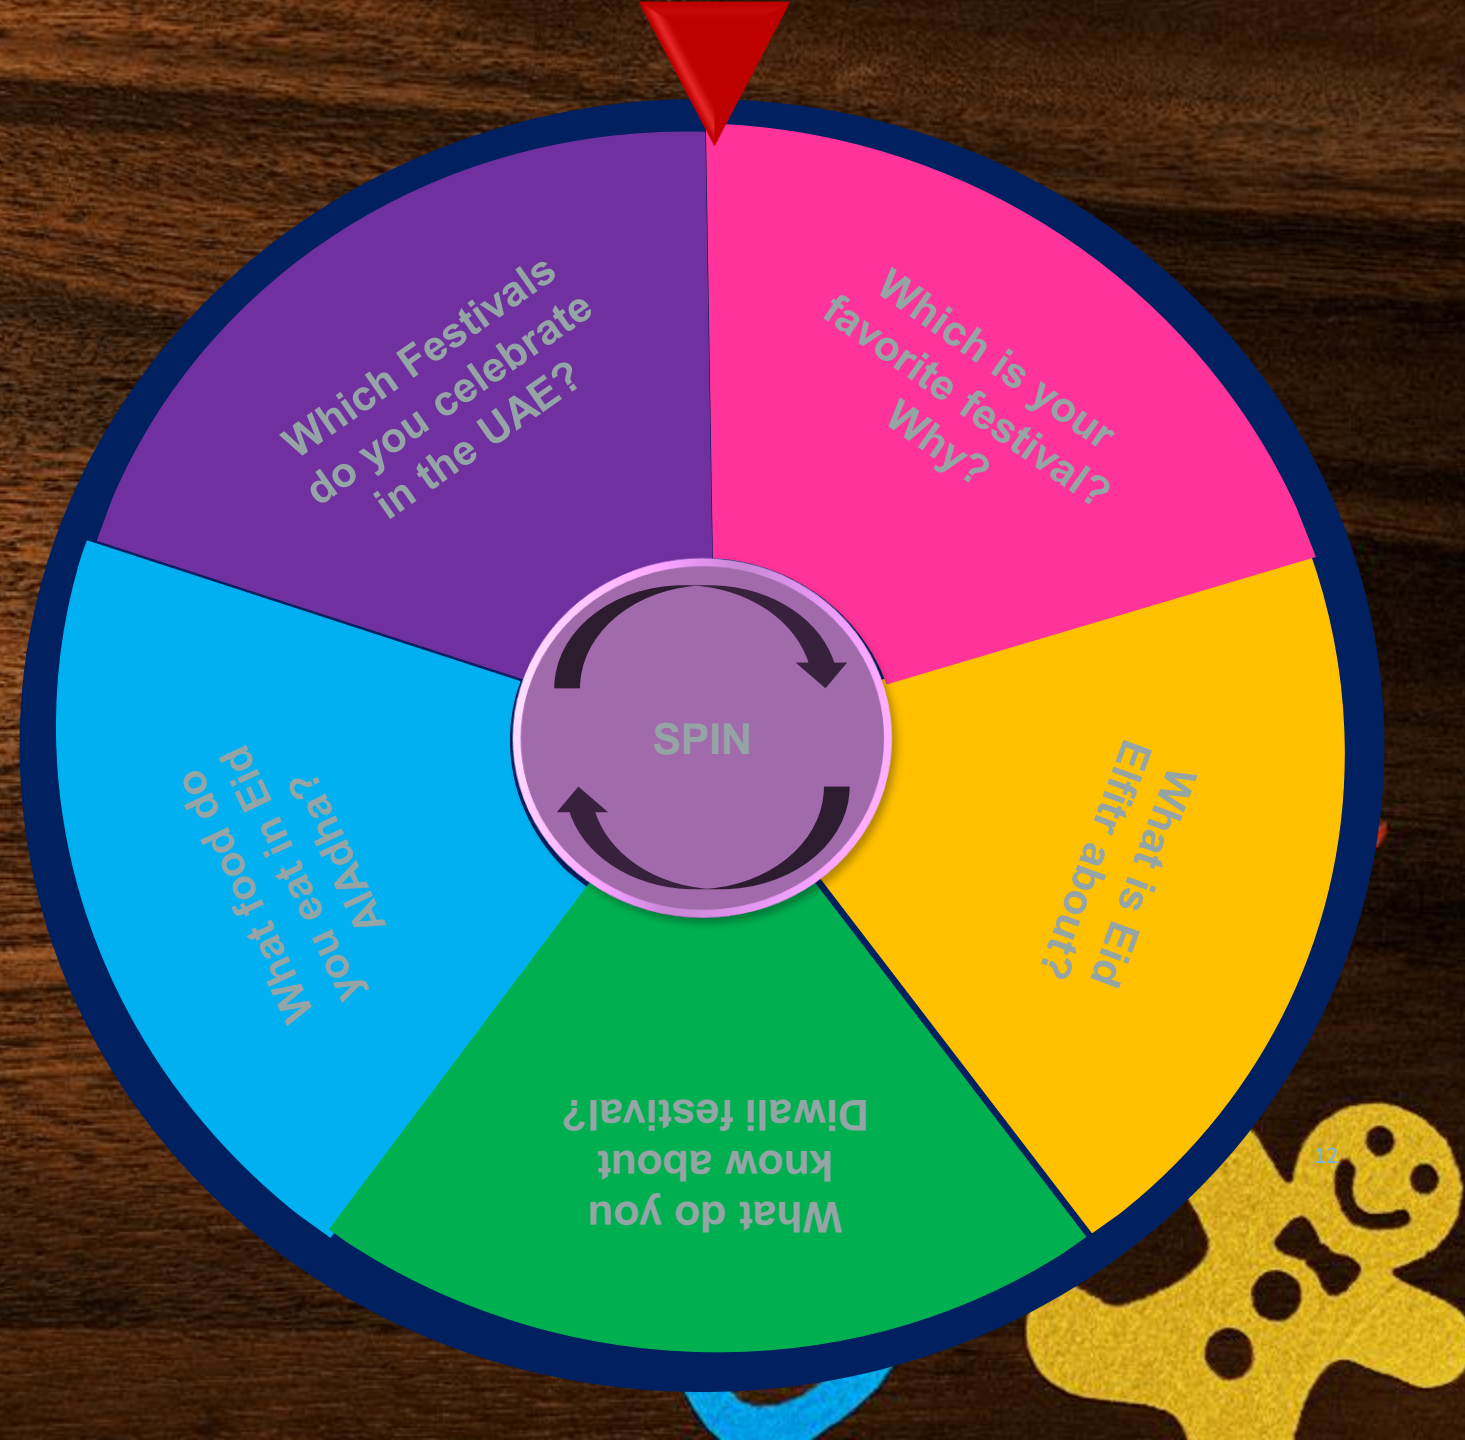 Which Festivals
do you celebrate
in the UAE?
Which is your
favorite festival?
Why?
What is Eid
Elfitr about?
What do you
know about
Diwali festival?
What food do
you eat in Eid
AlAdha?
SPIN
12